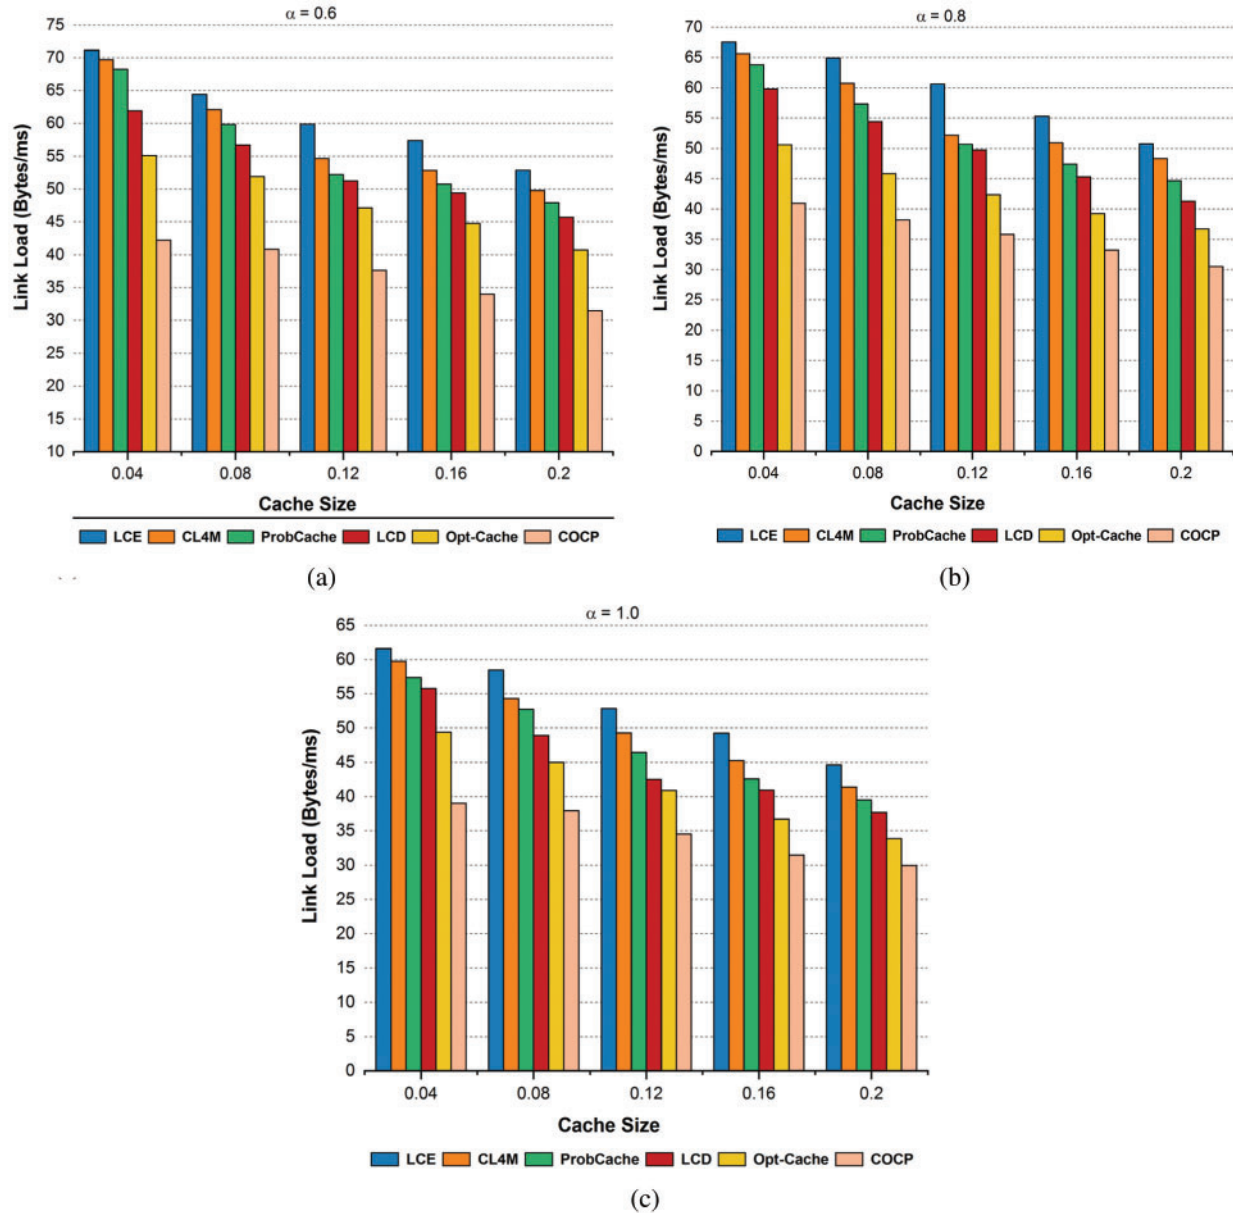 α = 0.6
75
70
65
60
55
50
45
40
35
30
25
20
15
10
Link Load (Bytes/ms)
0.04 0.08 0.12 0.16 0.2
Cache Size
LCE CL4M ProbCache LCD Opt-Cache COCP
(a)
α = 0.8
70
65
60
55
50
45
40
35
30
25
20
15
10
5
0
Link Load (Bytes/ms)
0.04 0.08 0.12 0.16 0.2
Cache Size
LCE CL4M ProbCache LCD Opt-Cache COCP
(b)
α = 1.0
65
60
55
50
45
40
35
30
25
20
15
10
5
0
Link Load (Bytes/ms)
0.04 0.08 0.12 0.16 0.2
Cache Size
LCE CL4M ProbCache LCD Opt-Cache COCP
(c)